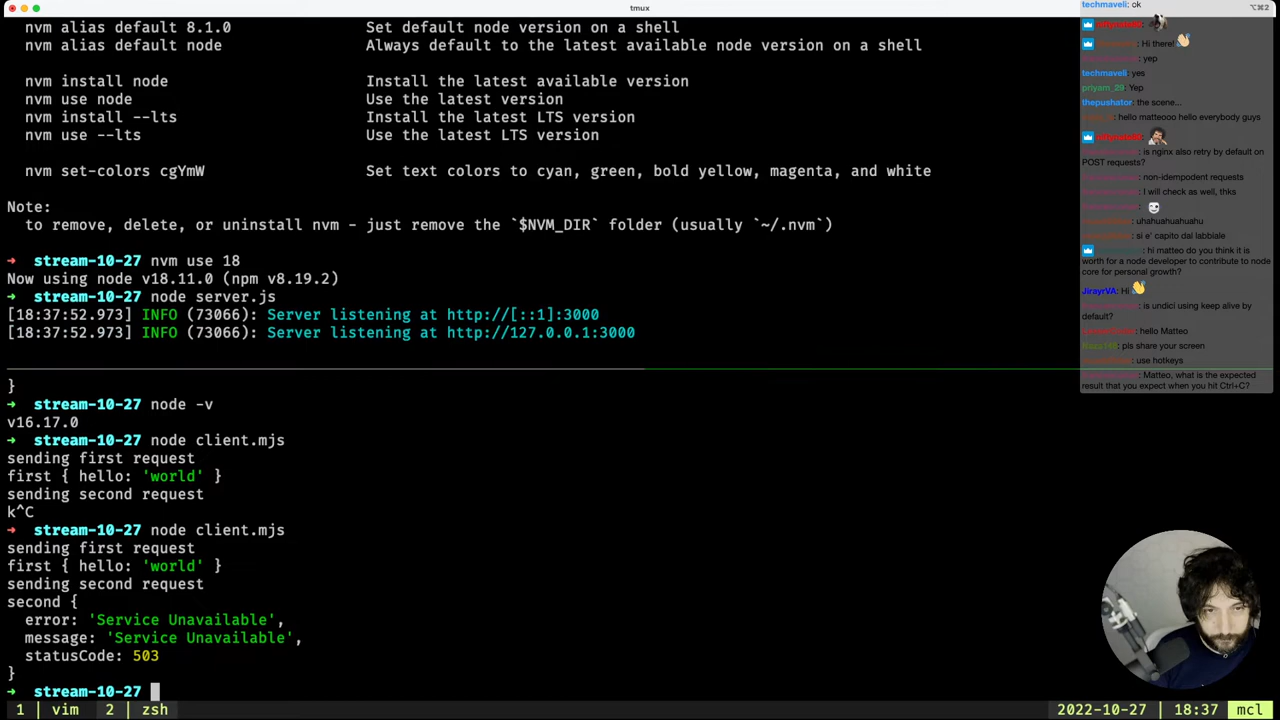 tmux
⌥⌘2
nvm alias default 8.1.0 Set default node version on a shell
nvm alias default node Always default to the latest available node version on a shell
nvm install node Install the latest available version
nvm use node Use the latest version
nvm install --lts Install the latest LTS version
nvm use --lts Use the latest LTS version
nvm set-colors cgYmW Set text colors to cyan, green, bold yellow, magenta, and white
Note:
to remove, delete, or uninstall nvm - just remove the `$NVM_DIR` folder (usually `~/.nvm`)
➜ stream-10-27 nvm use 18
Now using node v18.11.0 (npm v8.19.2)
➜ stream-10-27 node server.js
[18:37:52.973] INFO (73066): Server listening at http://[::1]:3000
[18:37:52.973] INFO (73066): Server listening at http://127.0.0.1:3000
}
➜ stream-10-27 node -v
v16.17.0
➜ stream-10-27 node client.mjs
sending first request
first { hello: 'world' }
sending second request
k^C
➜ stream-10-27 node client.mjs
sending first request
first { hello: 'world' }
sending second request
second {
error: 'Service Unavailable',
message: 'Service Unavailable',
statusCode: 503
}
➜ stream-10-27
1 | vim 2 | zsh 2022-10-27 | 18:37 mcl
techmaveli: ok
: Hi there!
: yep
techmaveli: yes
priyam_29: Yep
thepushator: the scene...
: hello matteooo hello everybody guys
: is nginx also retry by default on
POST requests?
: non-idempodent requests
: I will check as well, thks
: uhahuahuahuahu
: si e' capito dal labbiale
: hi matteo do you think it is
worth for a node developer to contribute to node
core for personal growth?
JirayrVA: Hi
: is undici using keep alive by
default?
: hello Matteo
: pls share your screen
: use hotkeys
: Matteo, what is the expected
result that you expect when you hit Ctrl+C?